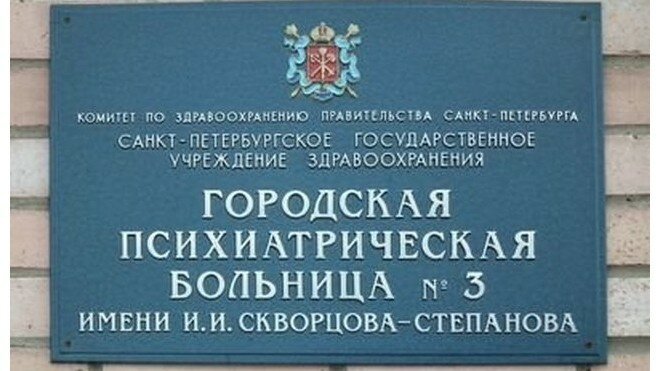 КОМИТЕТ ПО ЗДРАВООХРАНЕНИЮ ПРАВИТЕЛЬСТВА САНКТ-ПЕТЕРБУРГА
САНКТ-ПЕТЕРБУРГСКОЕ ГОСУДАРСТВЕННОЕ
УЧРЕЖДЕНИЕ ЗДРАВООХРАНЕНИЯ
ГОРОДСКАЯ
ПСИХИАТРИЧЕСКАЯ
БОЛЬНИЦА № 3
ИМЕНИ И.И. СКВОРЦОВА-СТЕПАНОВА